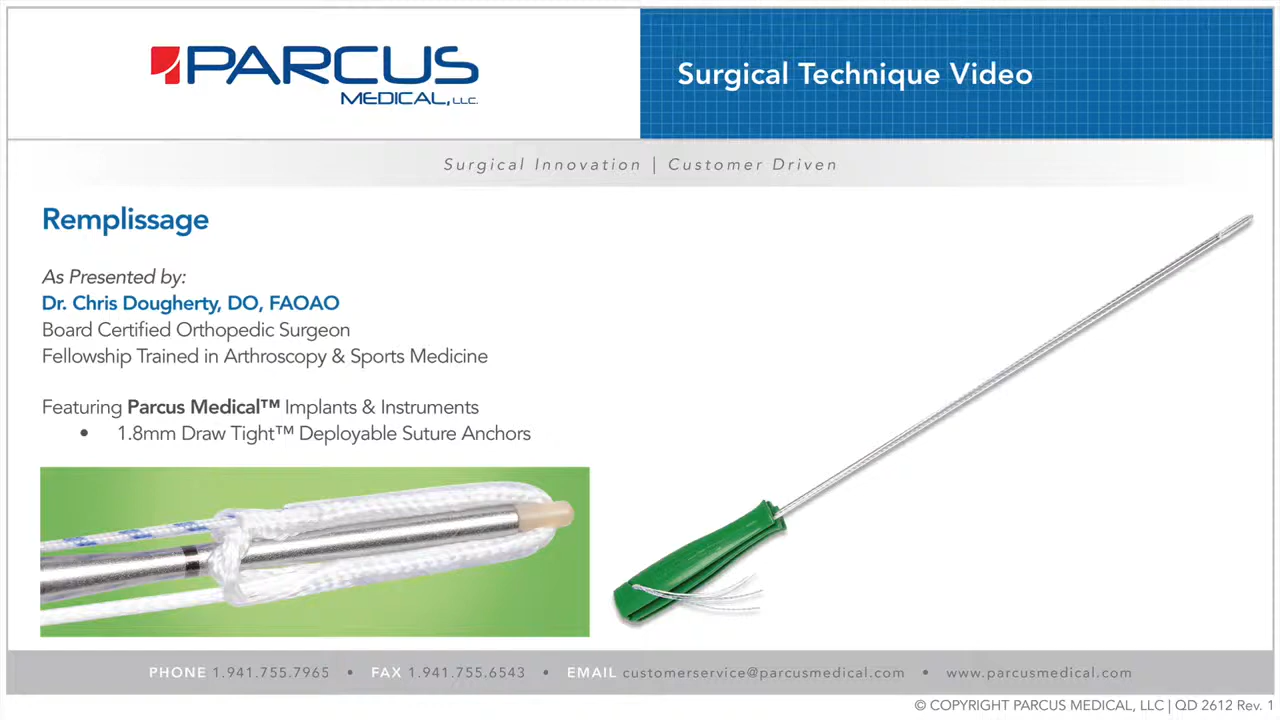 PARCUS
MEDICAL, LLC.
Surgical Technique Video
Surgical Innovation | Customer Driven
Remplissage
As Presented by:
Dr. Chris Dougherty, DO, FAOAO
Board Certified Orthopedic Surgeon
Fellowship Trained in Arthroscopy & Sports Medicine
Featuring Parcus Medical™ Implants & Instruments
• 1.8mm Draw Tight™ Deployable Suture Anchors
PHONE 1.941.755.7965 • FAX 1.941.755.6543 • EMAIL customerservice@parcusmedical.com • www.parcusmedical.com
© COPYRIGHT PARCUS MEDICAL, LLC | QD 2612 Rev. 1